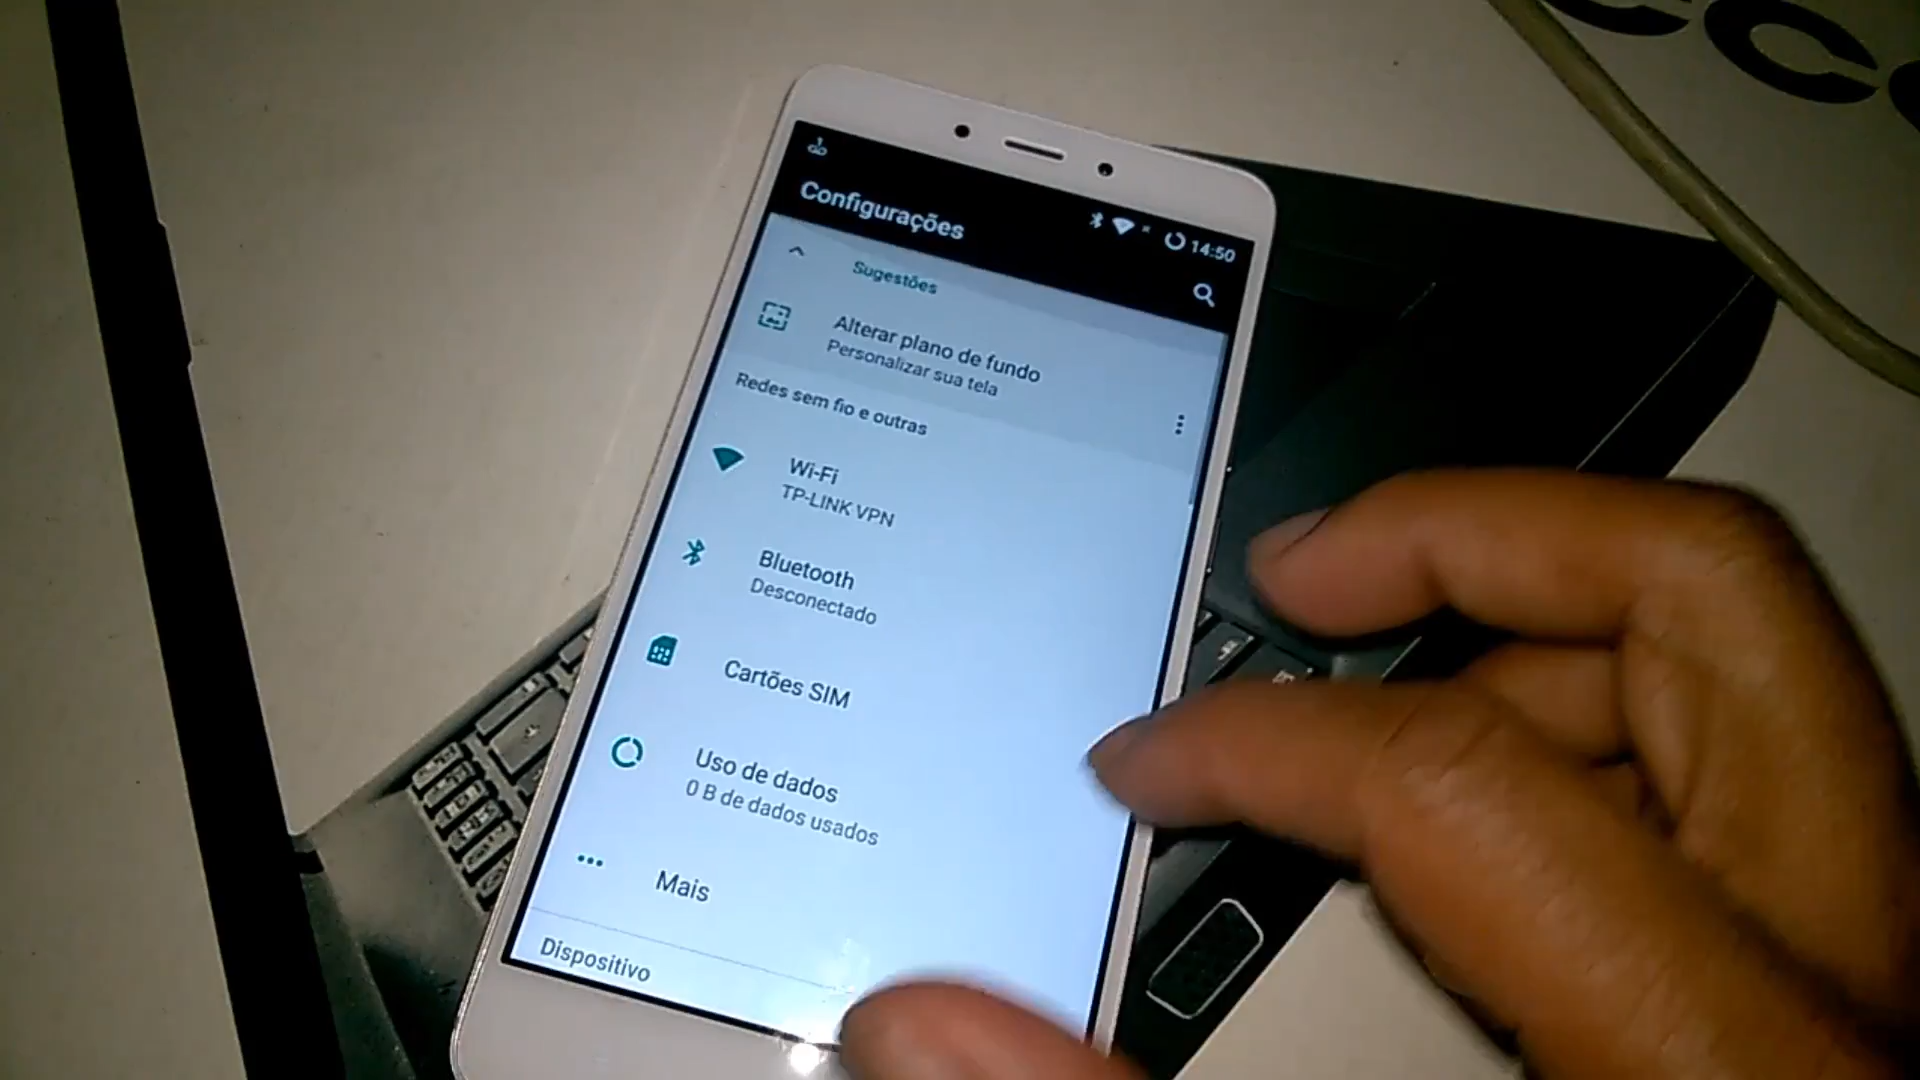 14:50
Configurações
Sugestões
Alterar plano de fundo
Personalizar sua tela
Redes sem fio e outras
Wi-Fi
TP-LINK VPN
Bluetooth
Desconectado
Cartões SIM
Uso de dados
0 B de dados usados
Mais
Dispositivo